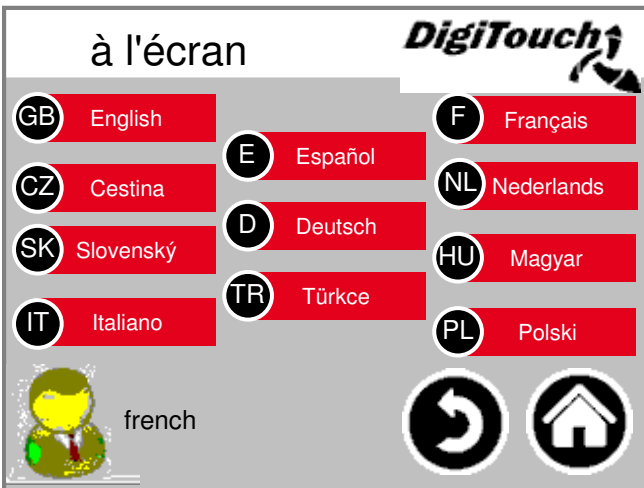 à l'écran
DigiTouch
GB English
F Français
E Español
CZ Cestina
NL Nederlands
D Deutsch
SK Slovenský
HU Magyar
TR Türkce
IT Italiano
PL Polski
french